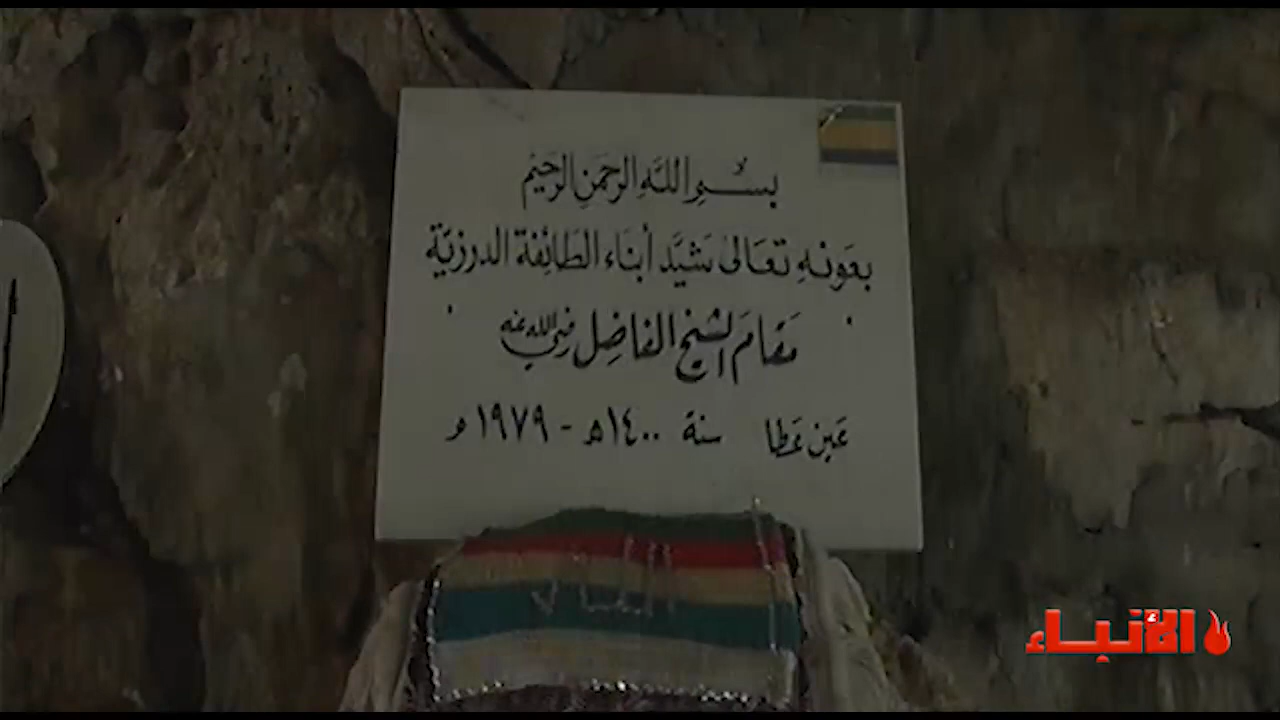 بسم الله الرحمن الرحيم
بعونه تعالى شيد أبناء الطائفة الدرزية
مقام الشيخ الفاضل رضي الله عنه
عين عطا سنة ١٤٠٠هـ - ١٩٧٩م
الأنباء